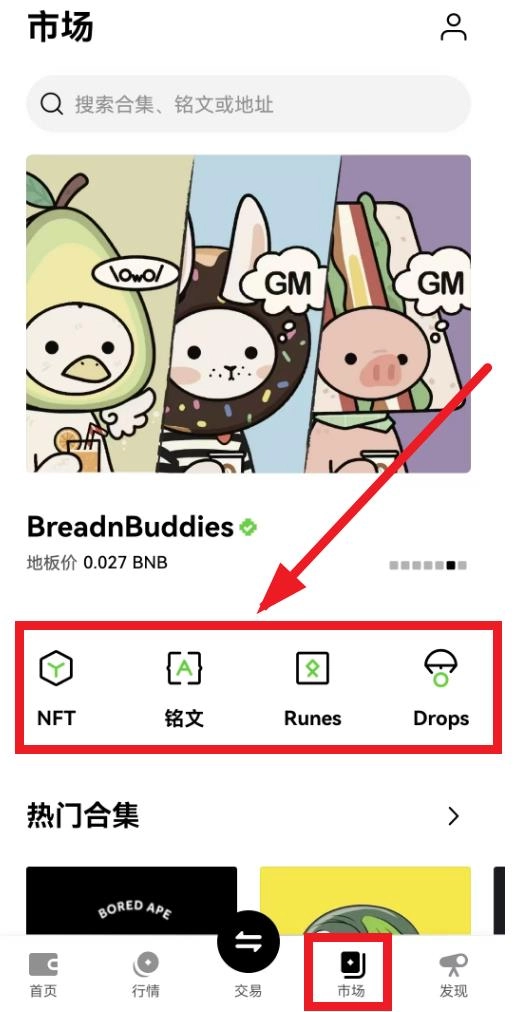 市场
搜索合集、铭文或地址
\owo/
GM
GM
BreadnBuddies
地板价 0.027 BNB
NFT
铭文
Runes
Drops
热门合集
BORED APE
首页
行情
交易
市场
发现